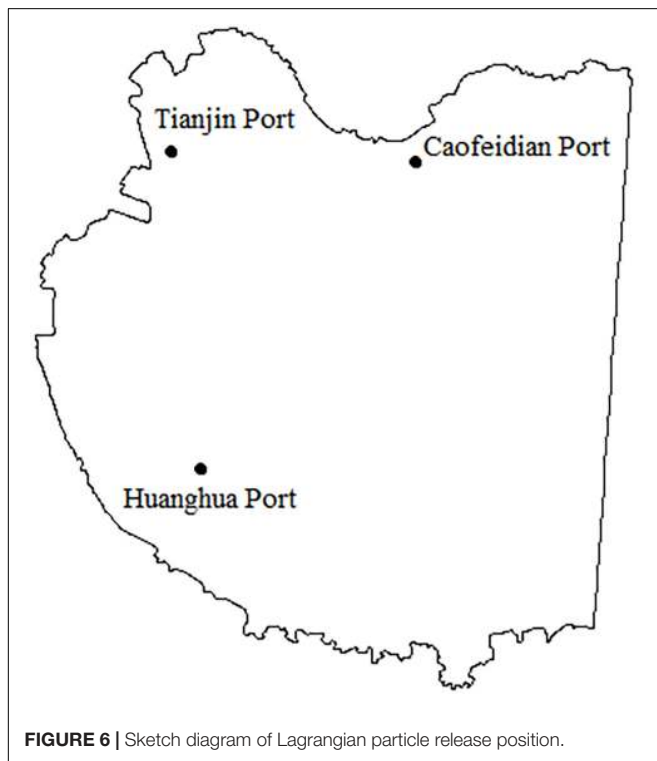 Tianjin Port
Caofeidian Port
Huanghua Port
FIGURE 6 | Sketch diagram of Lagrangian particle release position.